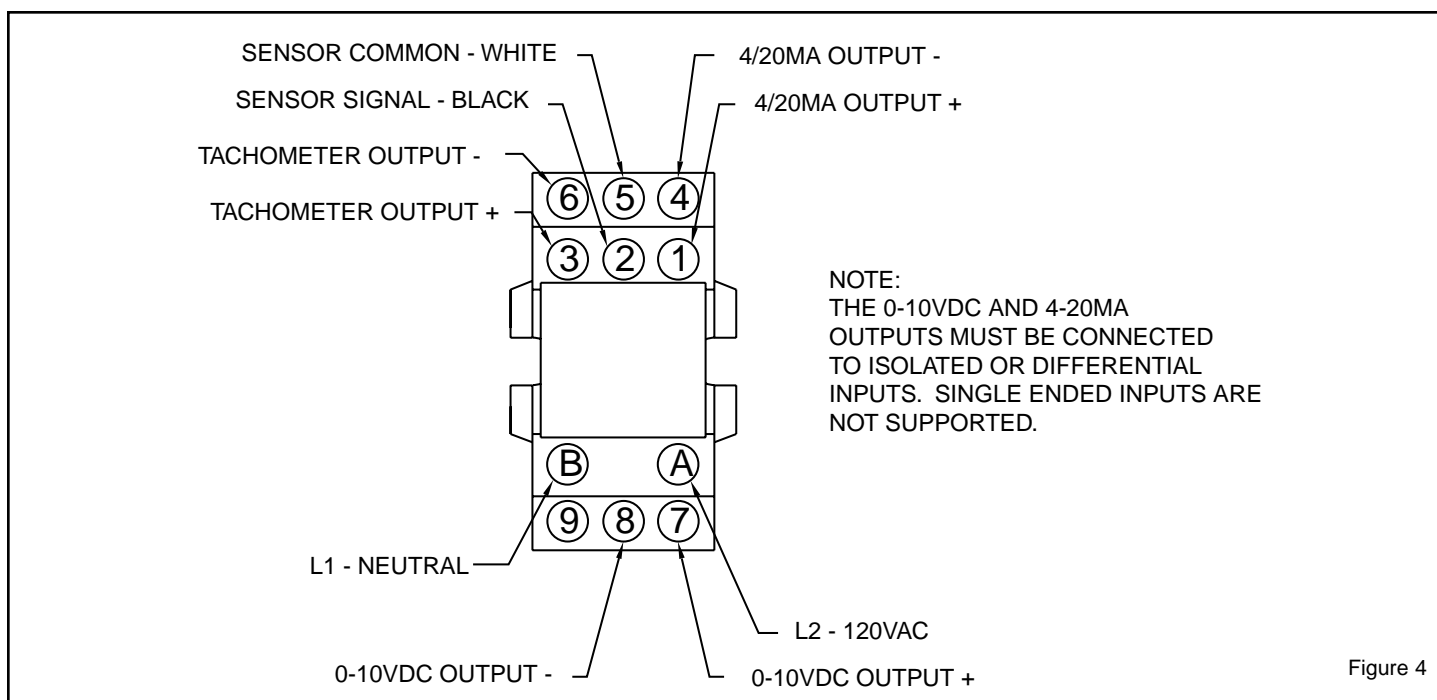 SENSOR COMMON - WHITE
4/20MA OUTPUT -
SENSOR SIGNAL - BLACK
4/20MA OUTPUT +
TACHOMETER OUTPUT -
TACHOMETER OUTPUT +
6 5 4
3 2 1
NOTE:
THE 0-10VDC AND 4-20MA
OUTPUTS MUST BE CONNECTED
TO ISOLATED OR DIFFERENTIAL
INPUTS. SINGLE ENDED INPUTS ARE
NOT SUPPORTED.
B A
9 8 7
L1 - NEUTRAL
L2 - 120VAC
0-10VDC OUTPUT -
0-10VDC OUTPUT +
Figure 4